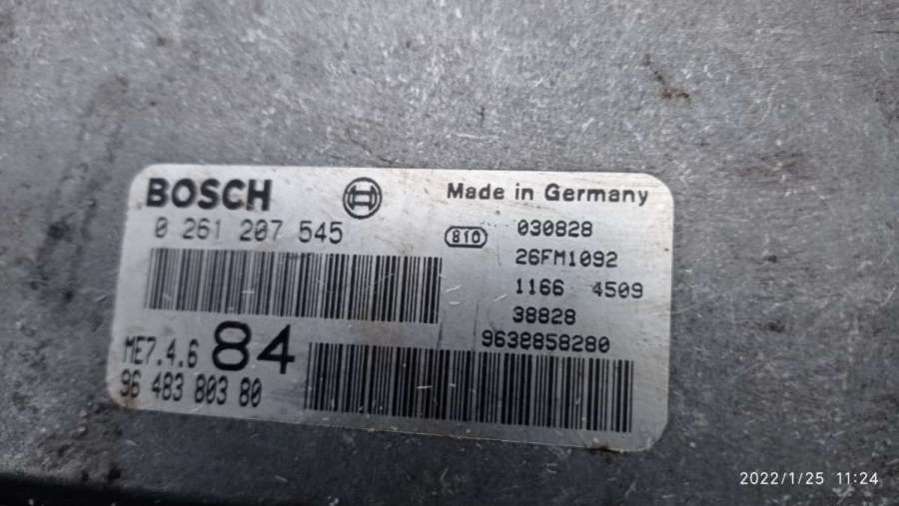 BOSCH Made in Germany
0 261 207 545 810 030828
26FM1092
1166 4509
38828
ME7.4.6 84 9638858280
96 483 803 80
2022/1/25 11:24